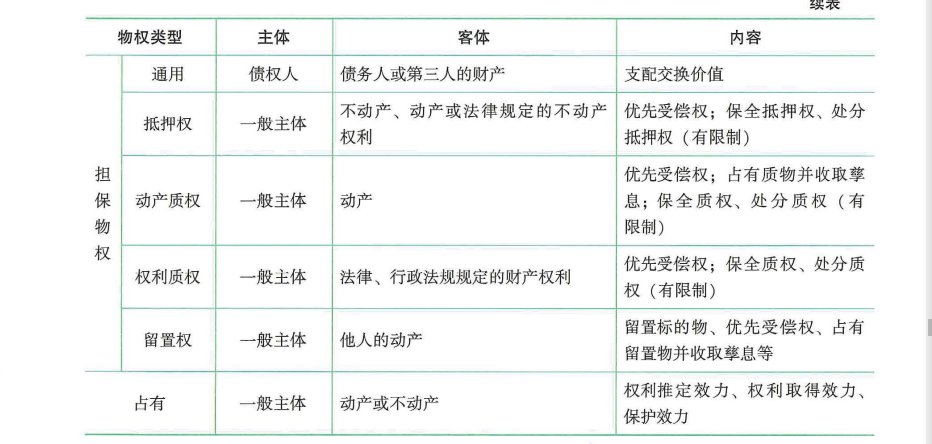 续表
物权类型 主体 客体 内容
担保物权
通用 债权人 债务人或第三人的财产 支配交换价值
抵押权 一般主体 不动产、动产或法律规定的不动产
权利
优先受偿权；保全抵押权、处分
抵押权（有限制）
动产质权 一般主体 动产
优先受偿权；占有质物并收取孳
息；保全质权、处分质权（有
限制）
权利质权 一般主体 法律、行政法规规定的财产权利
优先受偿权；保全质权、处分质
权（有限制）
留置权 一般主体 他人的动产
留置标的物、优先受偿权、占有
留置物并收取孳息等
占有 一般主体 动产或不动产
权利推定效力、权利取得效力、
保护效力